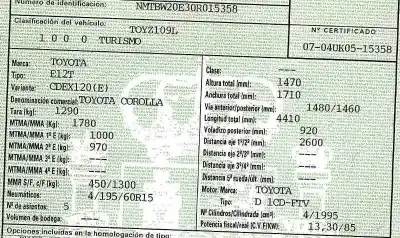 Número de identificación: NMTBW20E30R015358
Clasificación del vehículo: TOYZ109L
1 0 0 0 TURISMO
Nº CERTIFICADO
07-04UK05-15358
Marca: TOYOTA
Tipo: E12T
Variante: CDEX120(E)
Denominación comercial: TOYOTA COROLLA
Tara (kg): 1290
MTMA/MMA (kg): 1780
MTMA/MMA 1º E (kg): 1000
MTMA/MMA 2º E (kg): 970
MTMA/MMA 3º E (kg): ---
MTMA/MMA 4º E (kg): ---
MMR S/F, c/F (kg): 450/1300
Neumáticos: 4/195/60R15
Nº de asientos: 5
Volumen de bodega: ---
Clase: ---
Altura total (mm): 1470
Anchura total (mm): 1710
Vía anterior/posterior (mm): 1480/1460
Longitud total (mm): 4410
Voladizo posterior (mm): 920
Distancia eje 1º/2º (mm): 2600
Distancia eje 2º/3º (mm): ---
Distancia eje 3º/4º (mm): ---
Distancia 5ª rueda/últ. (mm): ---
Motor: Marca: TOYOTA
Tipo: D 1CD-FTV
Nº Cilindros/Cilindrada (cm³): 4/1995
Potencia fiscal/real (C.V.F/KW): 13,30/85
Opciones incluidas en la homologación de tipo: